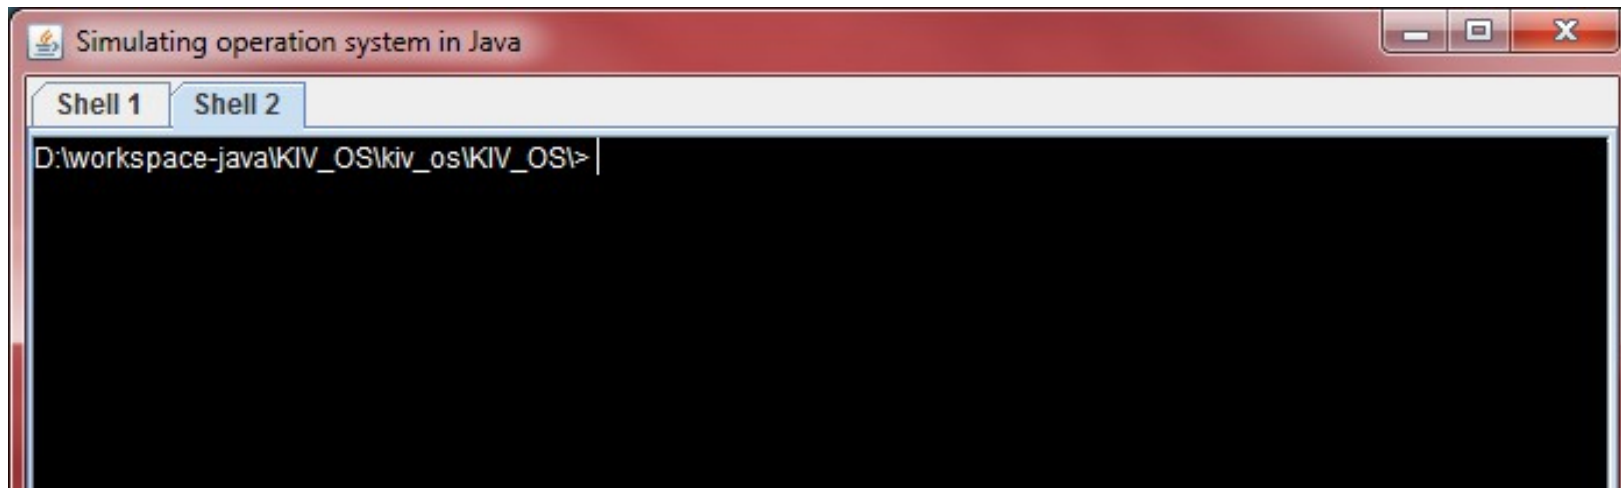 Simulating operation system in Java
Shell 1 Shell 2
D:\workspace-java\KIV_OS\kiv_os\KIV_OS\>